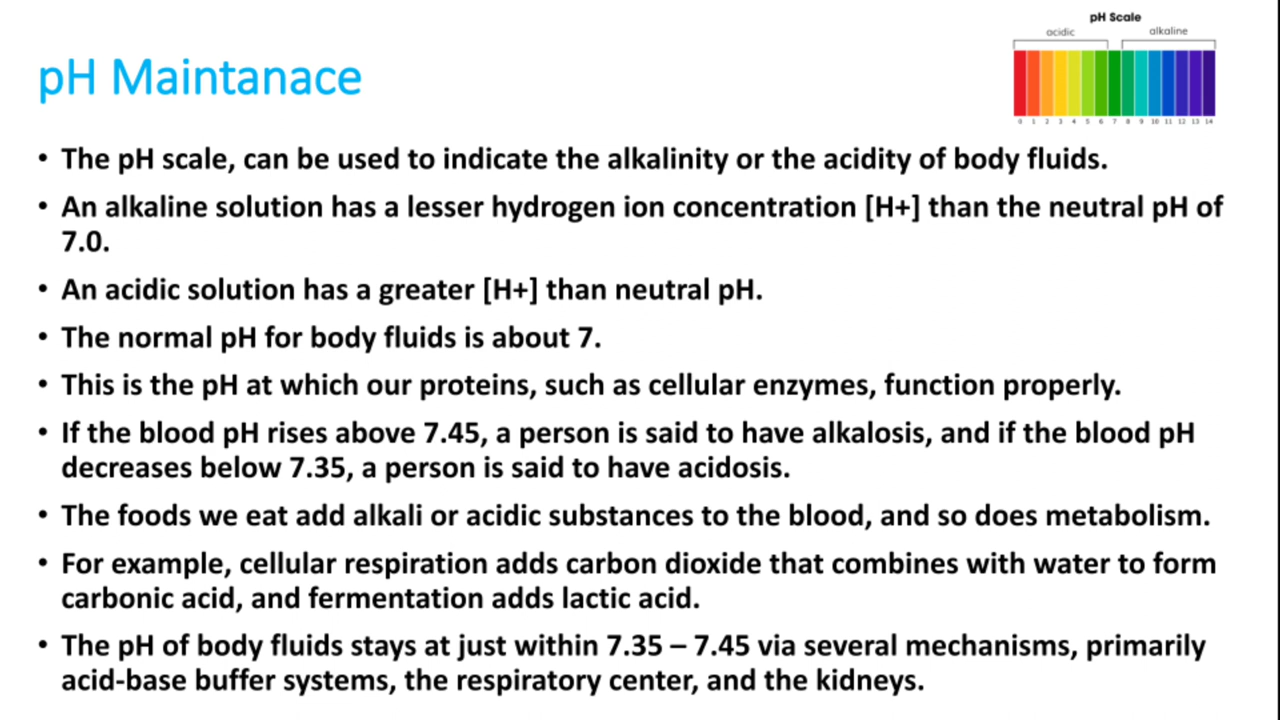 pH Scale
acidic alkaline
0 1 2 3 4 5 6 7 8 9 10 11 12 13 14
pH Maintanace
• The pH scale, can be used to indicate the alkalinity or the acidity of body fluids.
• An alkaline solution has a lesser hydrogen ion concentration [H+] than the neutral pH of
7.0.
• An acidic solution has a greater [H+] than neutral pH.
• The normal pH for body fluids is about 7.
• This is the pH at which our proteins, such as cellular enzymes, function properly.
• If the blood pH rises above 7.45, a person is said to have alkalosis, and if the blood pH
decreases below 7.35, a person is said to have acidosis.
• The foods we eat add alkali or acidic substances to the blood, and so does metabolism.
• For example, cellular respiration adds carbon dioxide that combines with water to form
carbonic acid, and fermentation adds lactic acid.
• The pH of body fluids stays at just within 7.35 – 7.45 via several mechanisms, primarily
acid-base buffer systems, the respiratory center, and the kidneys.